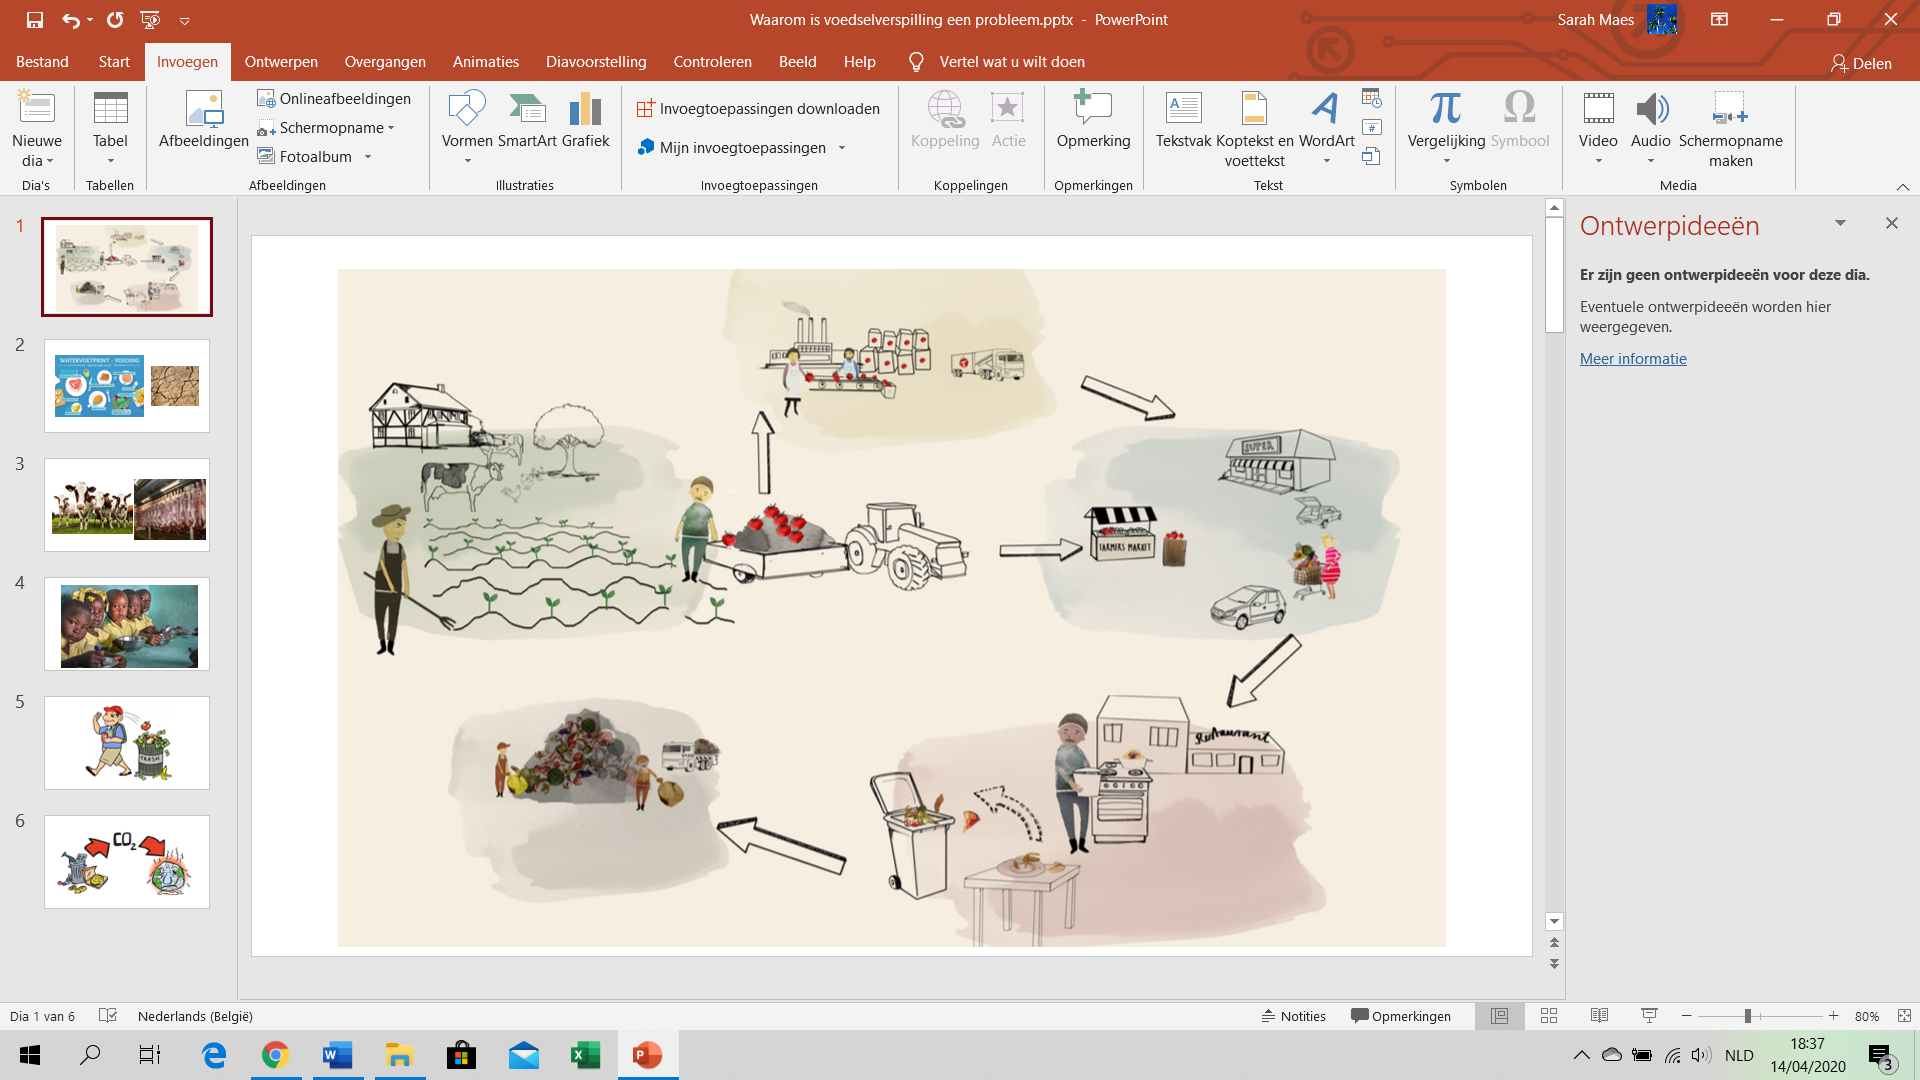 Waarom is voedselverspilling een probleem.pptx - PowerPoint
Sarah Maes
Bestand
Start
Invoegen
Ontwerpen
Overgangen
Animaties
Diavoorstelling
Controleren
Beeld
Help
Vertel wat u wilt doen
Delen
Nieuwe
dia
Dia's
Tabel
Tabellen
Afbeeldingen
Onlineafbeeldingen
Schermopname
Fotoalbum
Afbeeldingen
Vormen
SmartArt
Grafiek
Illustraties
Invoegtoepassingen downloaden
Mijn invoegtoepassingen
Invoegtoepassingen
Koppeling
Actie
Koppelingen
Opmerking
Opmerkingen
A
Tekstvak
Koptekst en
voettekst
A
WordArt
#
Tekst
π
Vergelijking
Ω
Symbool
Symbolen
Video
Audio
Schermopname
maken
Media
1
2
WATERVOETPRINT - VOEDING
3
4
5
TRASH
6
CO2
SUPER
FARMERS MARKET
Restaurant
Ontwerpideeën
Er zijn geen ontwerpideeën voor deze dia.
Eventuele ontwerpideeën worden hier
weergegeven.
Meer informatie
Dia 1 van 6
Nederlands (België)
Notities
Opmerkingen
80%
W
X
P
NLD
18:37
14/04/2020
3